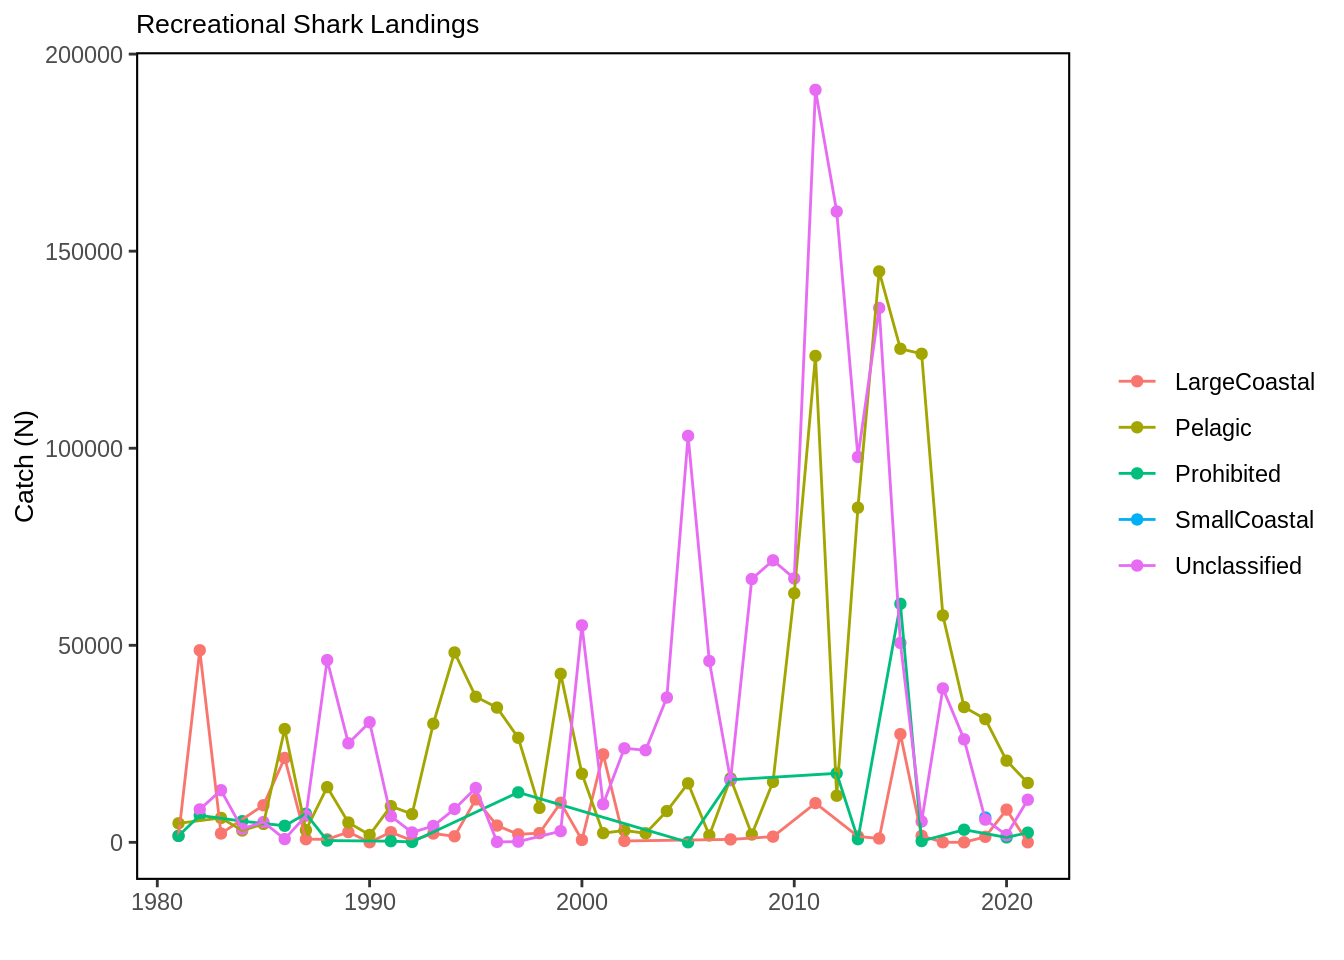 Recreational Shark Landings
200000
150000
100000
50000
0
Catch (N)
1980
1990
2000
2010
2020
LargeCoastal
Pelagic
Prohibited
SmallCoastal
Unclassified